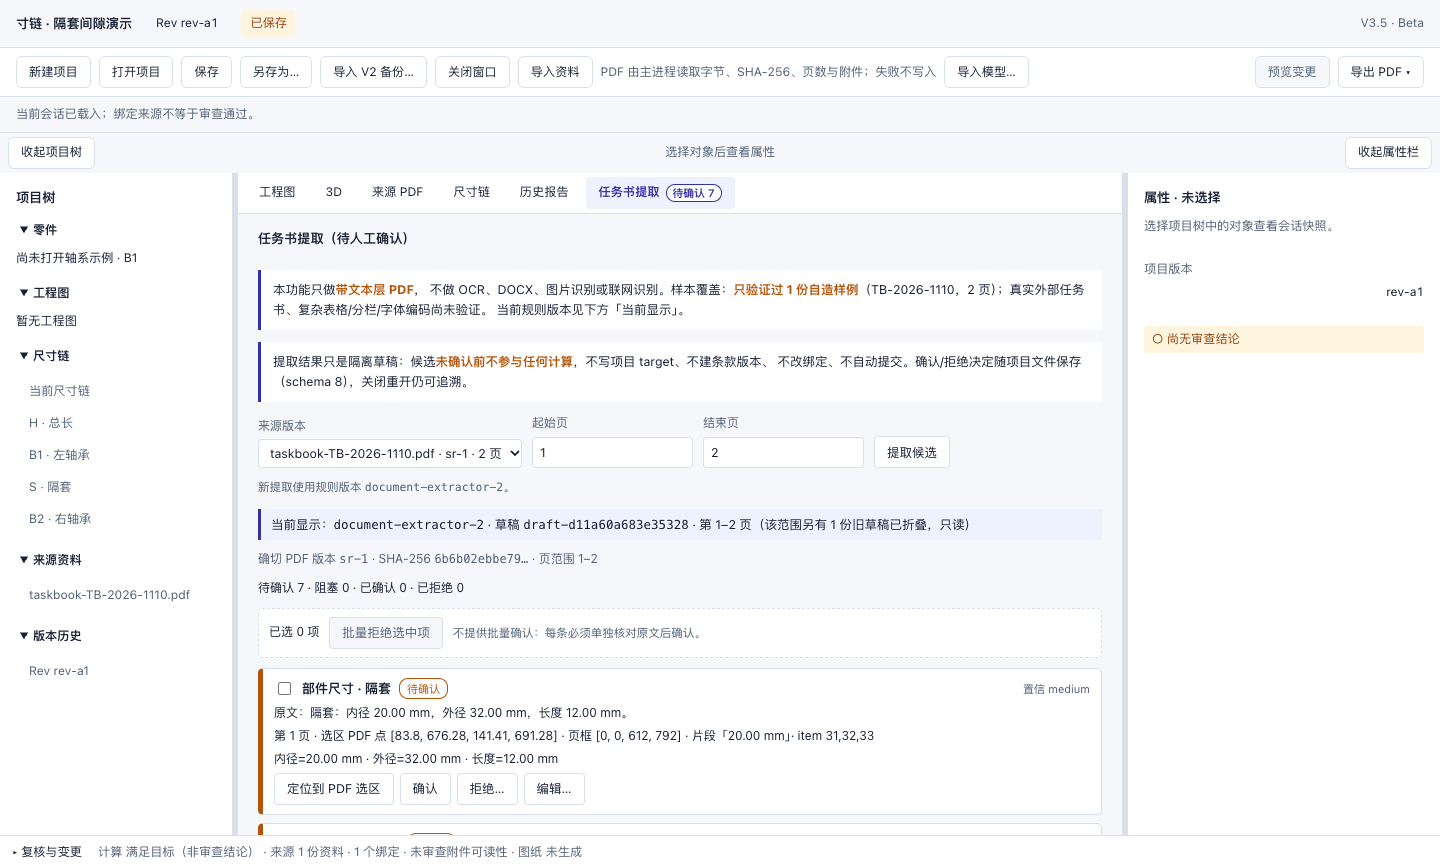 寸链 · 隔套间隙演示 Rev rev-a1 已保存 V3.5 · Beta
新建项目 打开项目 保存 另存为... 导入 V2 备份... 关闭窗口 导入资料 PDF 由主进程读取字节、SHA-256、页数与附件；失败不写入 导入模型... 预览变更 导出 PDF ▾
当前会话已载入；绑定来源不等于审查通过。
收起项目树 选择对象后查看属性 收起属性栏
项目树
▼ 零件
尚未打开轴系示例 · B1
▼ 工程图
暂无工程图
▼ 尺寸链
当前尺寸链
H · 总长
B1 · 左轴承
S · 隔套
B2 · 右轴承
▼ 来源资料
taskbook-TB-2026-1110.pdf
▼ 版本历史
Rev rev-a1
工程图 3D 来源 PDF 尺寸链 历史报告 任务书提取 待确认 7
任务书提取（待人工确认）
本功能只做带文本层 PDF， 不做 OCR、DOCX、图片识别或联网识别。样本覆盖：只验证过 1 份自造样例（TB-2026-1110，2 页）；真实外部任务
书、复杂表格/分栏/字体编码尚未验证。 当前规则版本见下方「当前显示」。
提取结果只是隔离草稿：候选未确认前不参与任何计算，不写项目 target、不建条款版本、 不改绑定、不自动提交。确认/拒绝决定随项目文件保存
（schema 8），关闭重开仍可追溯。
来源版本 起始页 结束页
taskbook-TB-2026-1110.pdf · sr-1 · 2 页 1 2 提取候选
新提取使用规则版本 document-extractor-2。
当前显示：document-extractor-2 · 草稿 draft-d11a60a683e35328 · 第 1–2 页（该范围另有 1 份旧草稿已折叠，只读）
确切 PDF 版本 sr-1 · SHA-256 6b6b02ebbe79… · 页范围 1–2
待确认 7 · 阻塞 0 · 已确认 0 · 已拒绝 0
已选 0 项 批量拒绝选中项 不提供批量确认：每条必须单独核对原文后确认。
部件尺寸 · 隔套 待确认 置信 medium
原文：隔套：内径 20.00 mm，外径 32.00 mm，长度 12.00 mm。
第 1 页 · 选区 PDF 点 [83.8, 676.28, 141.41, 691.28] · 页框 [0, 0, 612, 792] · 片段「20.00 mm」· item 31,32,33
内径=20.00 mm · 外径=32.00 mm · 长度=12.00 mm
定位到 PDF 选区 确认 拒绝... 编辑...
属性 · 未选择
选择项目树中的对象查看会话快照。
项目版本
rev-a1
○ 尚无审查结论
▸ 复核与变更 计算 满足目标（非审查结论） · 来源 1 份资料 · 1 个绑定 · 未审查附件可读性 · 图纸 未生成